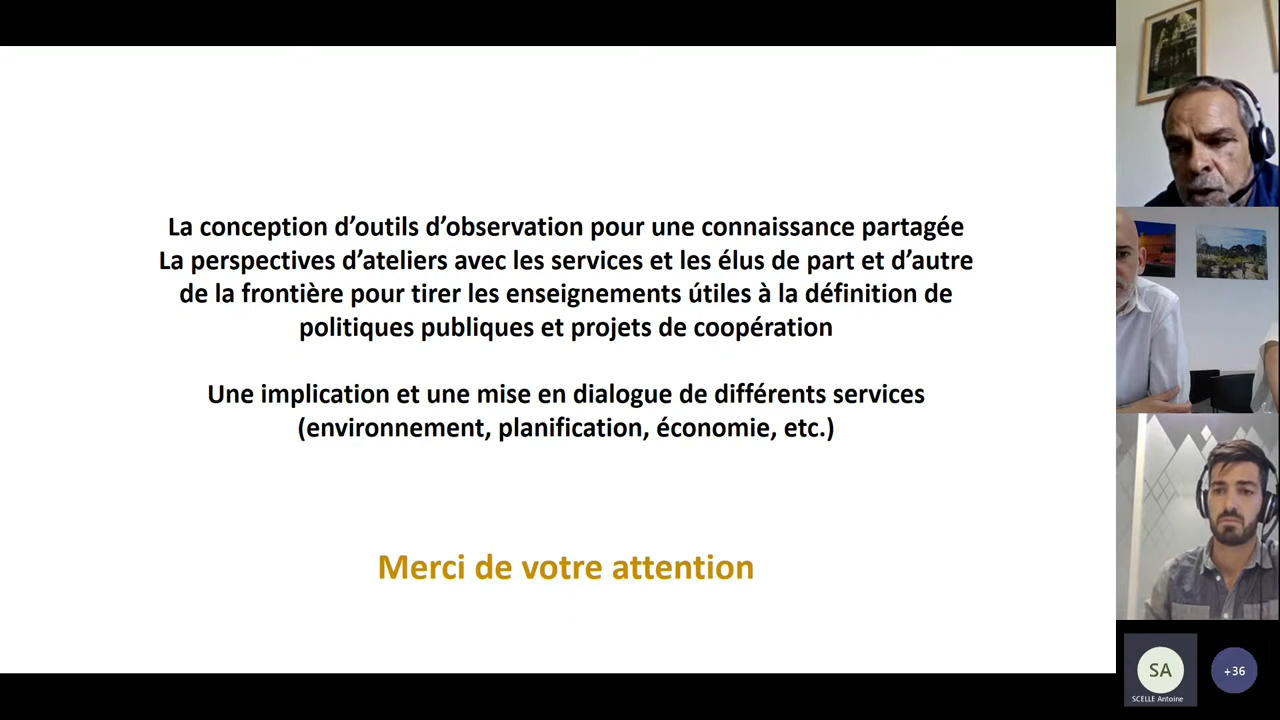 La conception d’outils d’observation pour une connaissance partagée
La perspectives d’ateliers avec les services et les élus de part et d’autre
de la frontière pour tirer les enseignements útiles à la définition de
politiques publiques et projets de coopération
Une implication et une mise en dialogue de différents services
(environnement, planification, économie, etc.)
Merci de votre attention
SA
SCELLE Antoine
+36